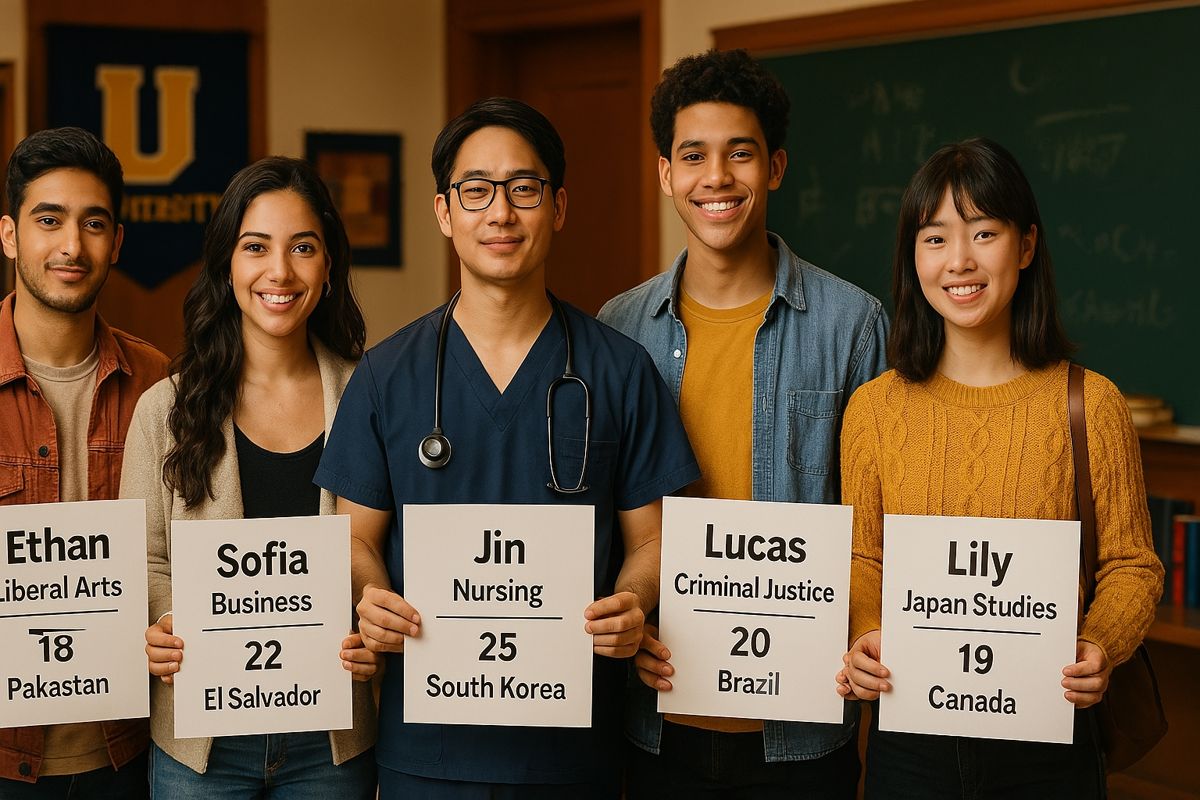 U
VERSITY
Ethan
Liberal Arts
18
Pakastan
Sofia
Business
22
El Salvador
Jin
Nursing
25
South Korea
Lucas
Criminal Justice
20
Brazil
Lily
Japan Studies
19
Canada